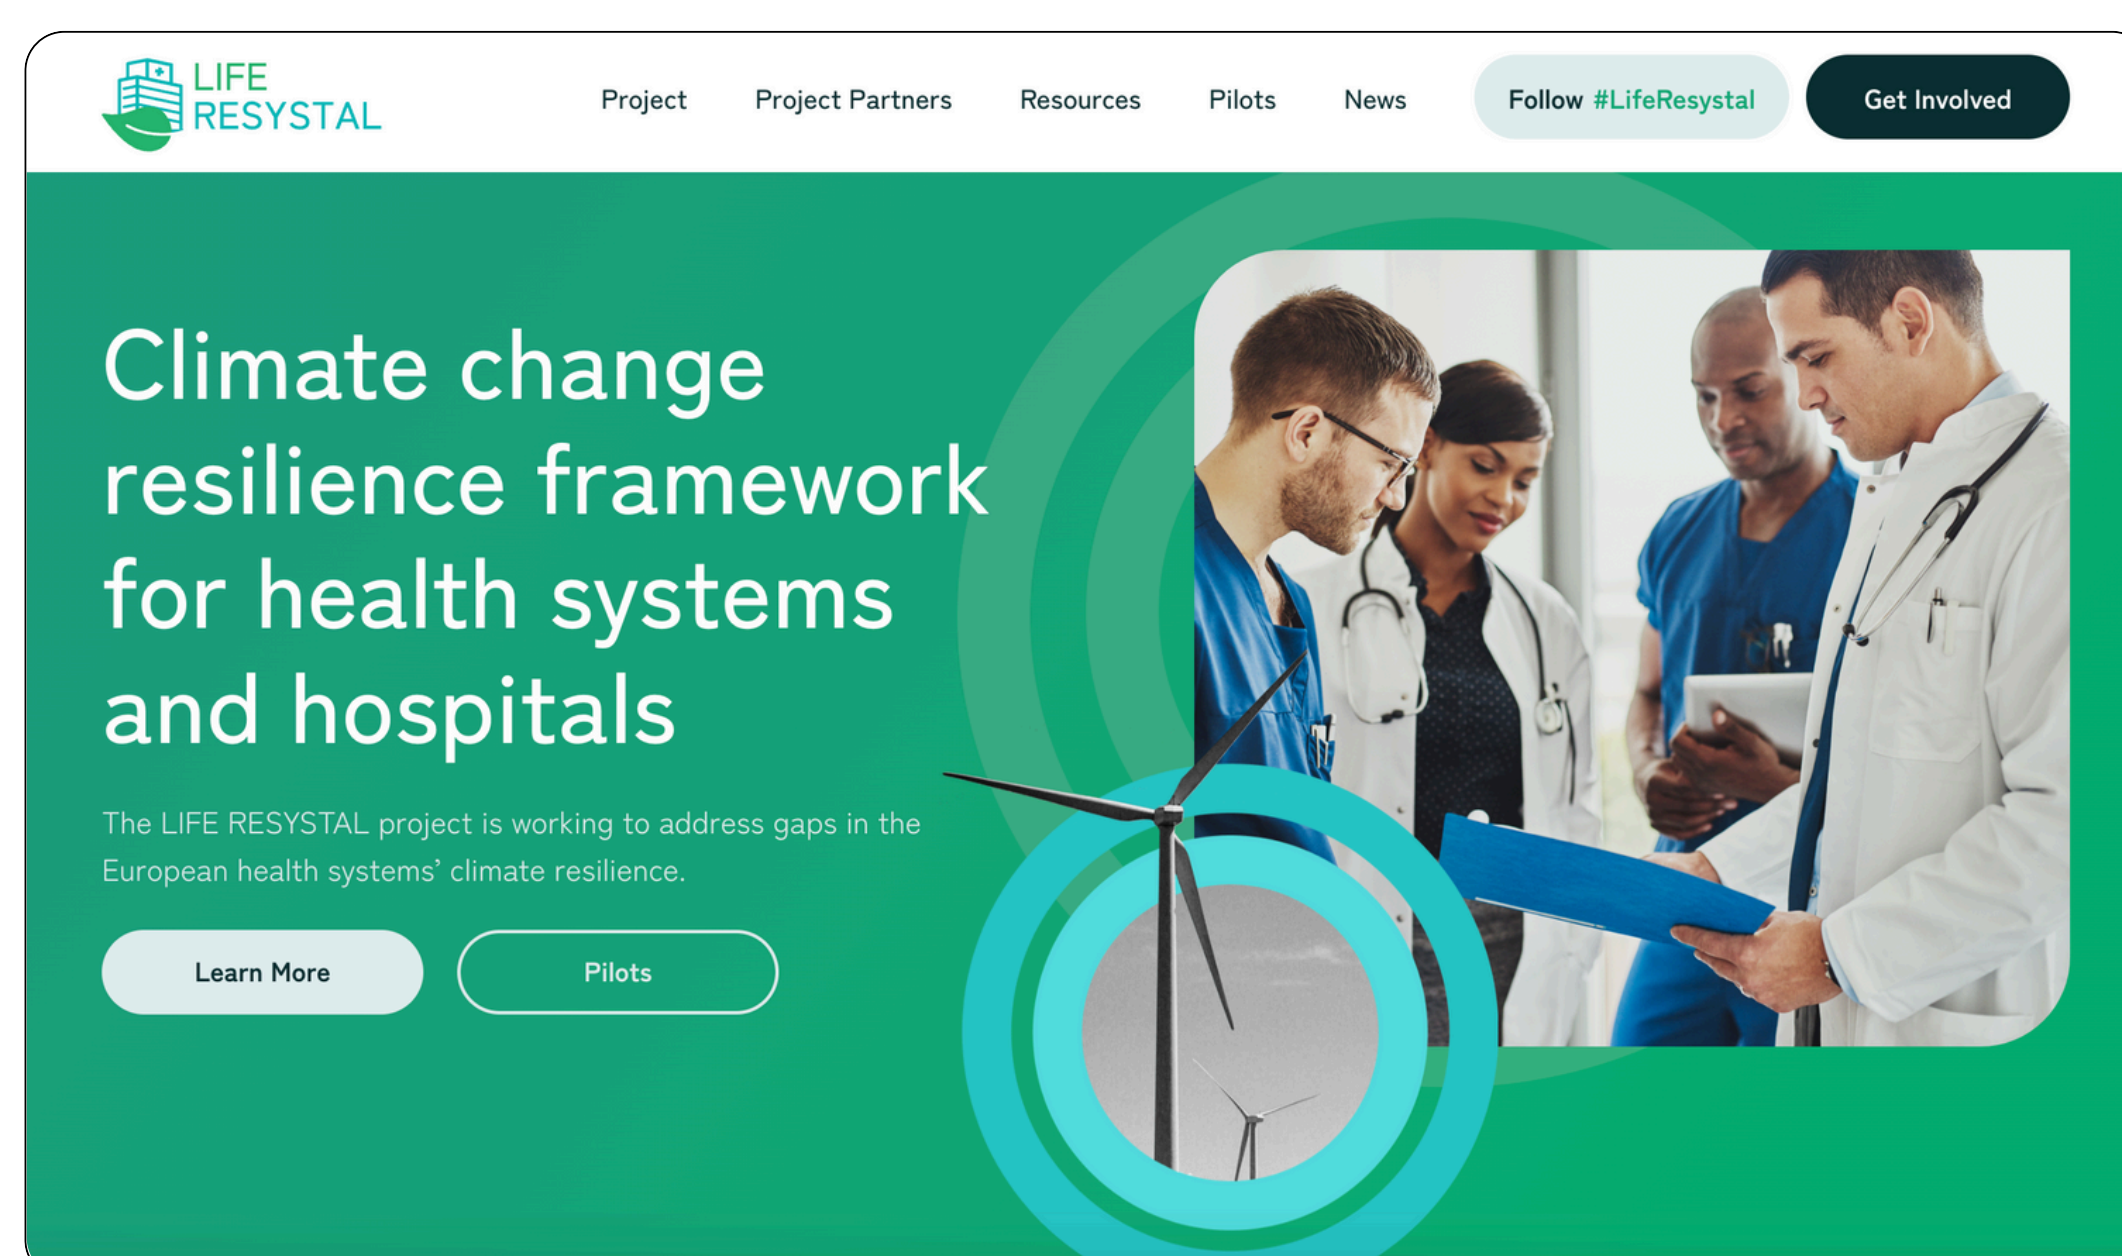 LIFE
RESYSTAL
Project
Project Partners
Resources
Pilots
News
Follow #LifeResystal
Get Involved
Climate change
resilience framework
for health systems
and hospitals
The LIFE RESYSTAL project is working to address gaps in the
European health systems’ climate resilience.
Learn More
Pilots